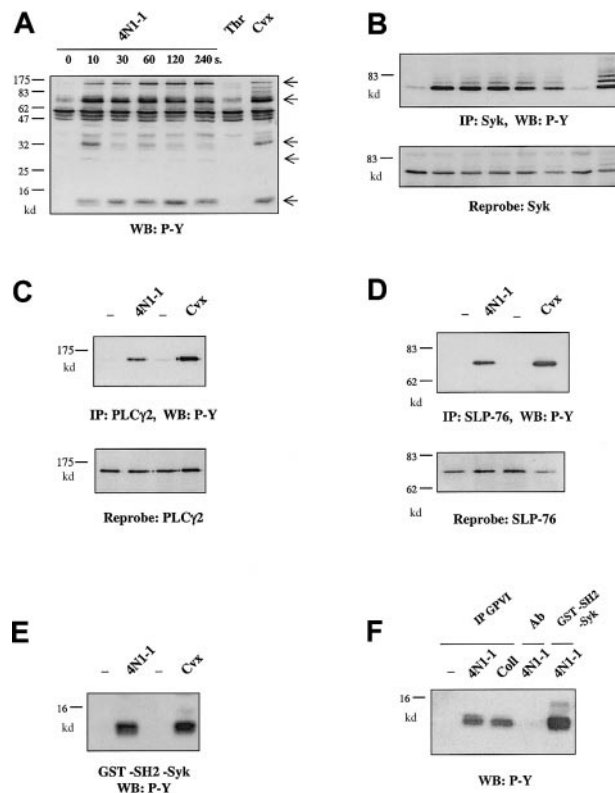 A
4N1-1
Thr
Cvx
0 10 30 60 120 240 s.
175
83
62
47
32
25
16
kd
WB: P-Y
B
83
kd
IP: Syk, WB: P-Y
83
Reprobe: Syk
C
– 4N1-1 – Cvx
175
kd
IP: PLCγ2, WB: P-Y
175
kd
Reprobe: PLCγ2
D
– 4N1-1 – Cvx
83
62
kd
IP: SLP-76, WB: P-Y
83
62
kd
Reprobe: SLP-76
E
– 4N1-1 – Cvx
16
kd
GST -SH2 -Syk
WB: P-Y
F
IP GPVI
Ab
GST -SH2
-Syk
– 4N1-1 Coll 4N1-1 4N1-1
16
kd
WB: P-Y